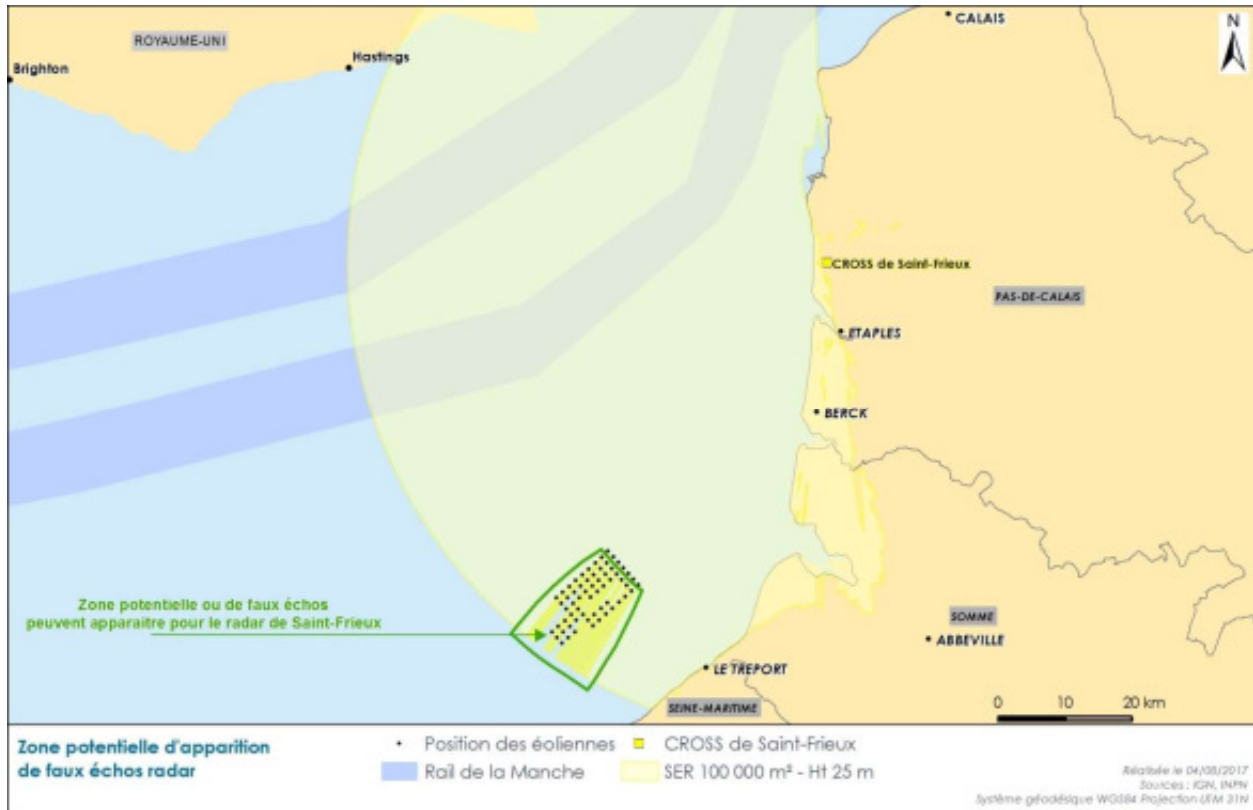 CALAIS
N
ROYAUME-UNI
Hastings
Brighton
CROSS de Saint-Frieux
PAS-DE-CALAIS
ETAPLES
BERCK
Zone potentielle ou de faux échos
peuvent apparaitre pour le radar de Saint-Frieux
SOMME
ABBEVILLE
LE TREPORT
SEINE-MARITIME
0 10 20 km
Zone potentielle d'apparition
de faux échos radar
Position des éoliennes
CROSS de Saint-Frieux
Rail de la Manche
SER 100 000 m² - Ht 25 m
Réalisée le 04/08/2017
Sources : IGN, INPN
Système géodésique WGS84 Projection UTM 31N